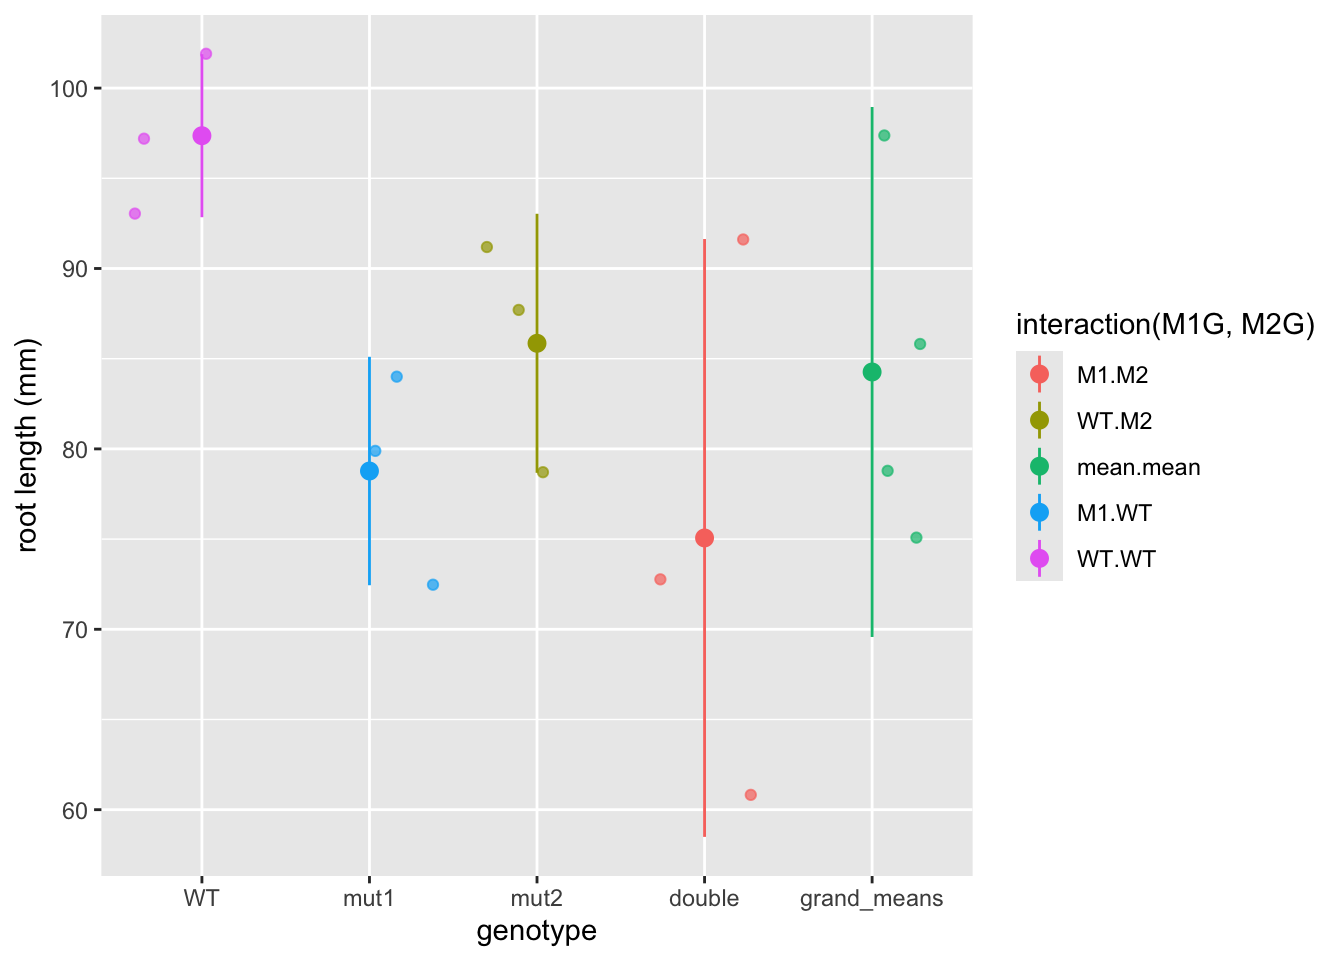 root length (mm)
100
90
80
70
60
WT mut1 mut2 double grand_means
genotype
interaction(M1G, M2G)
M1.M2
WT.M2
mean.mean
M1.WT
WT.WT